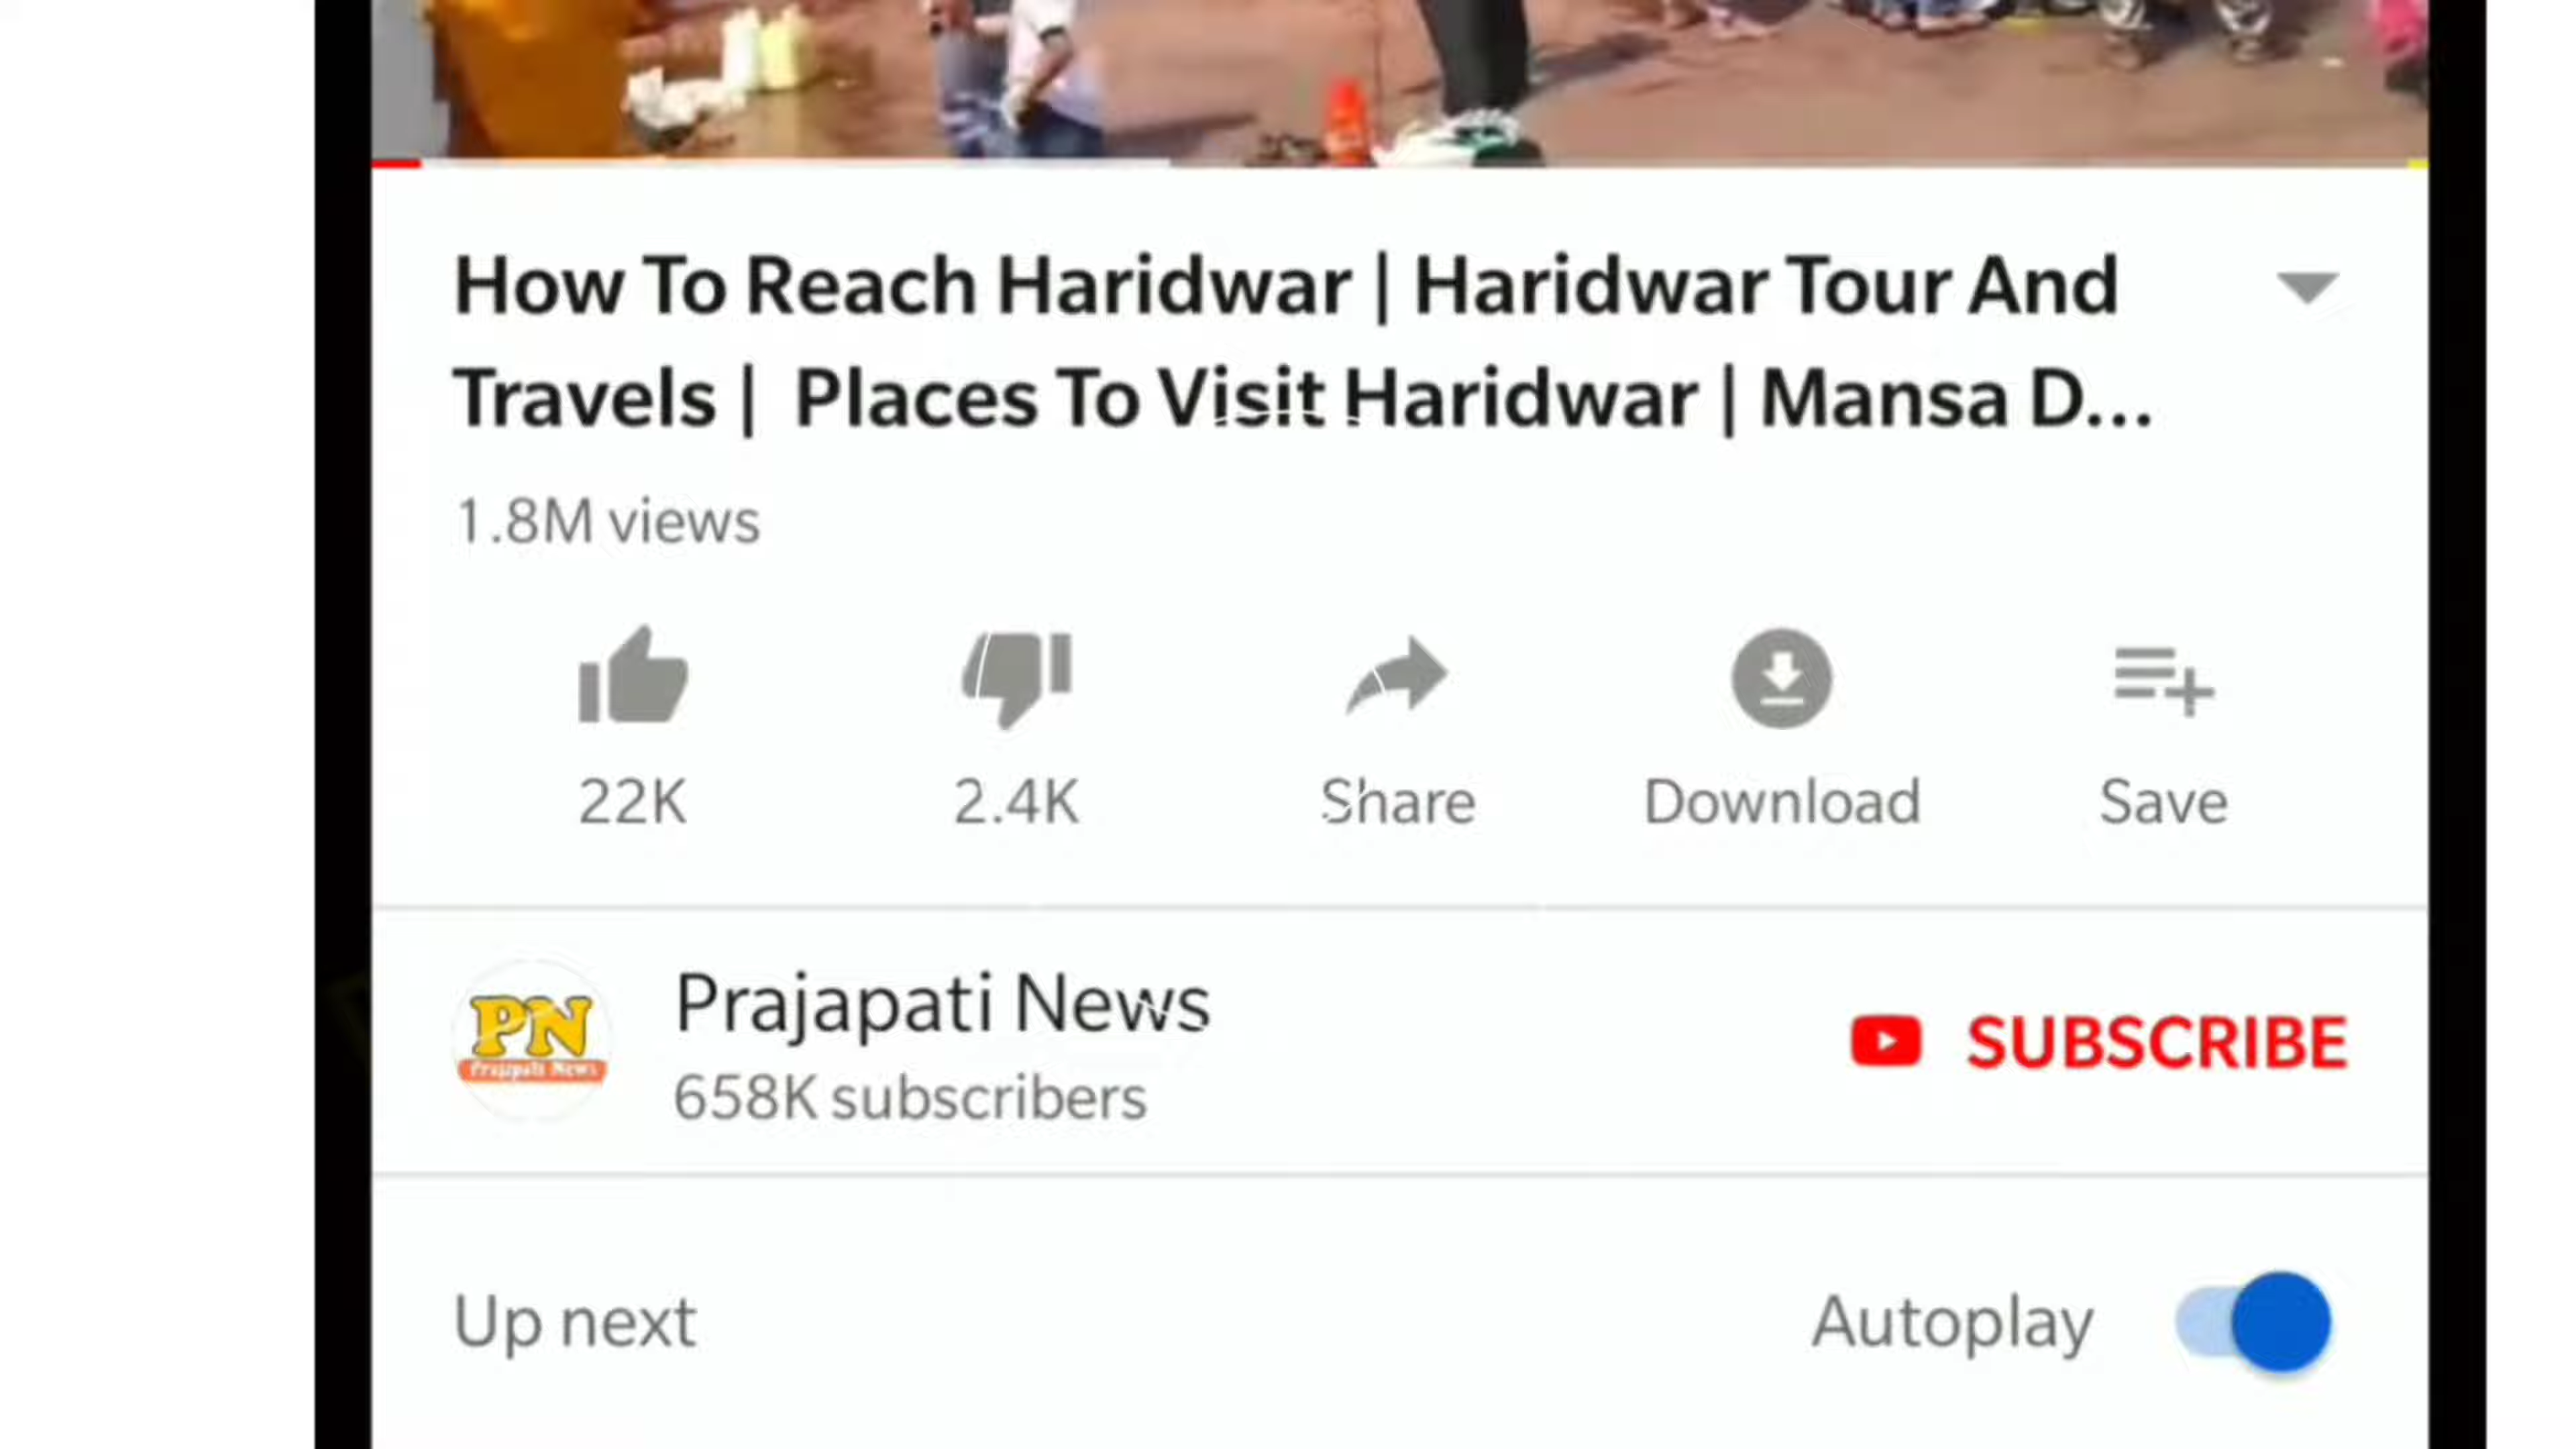 How To Reach Haridwar | Haridwar Tour And
Travels | Places To Visit Haridwar | Mansa D...
1.8M views
22K
2.4K
Share
Download
Save
PN
Prajapati News
Prajapati News
658K subscribers
SUBSCRIBE
Up next
Autoplay